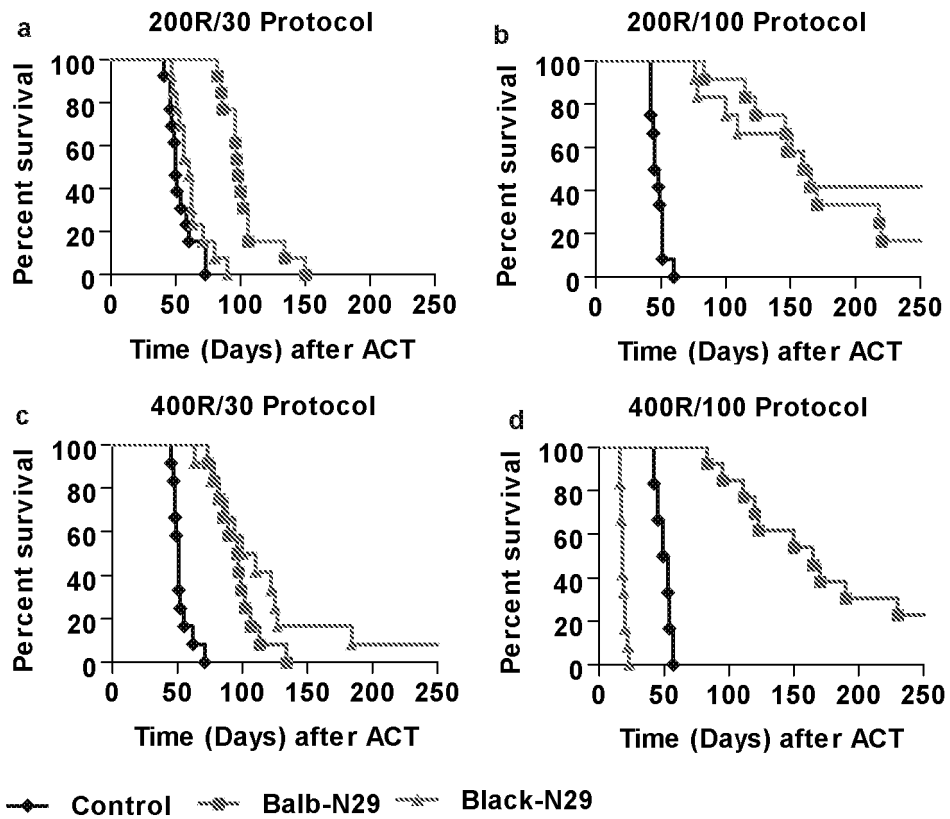 a
200R/30 Protocol
Percent survival
100
80
60
40
20
0
0 50 100 150 200 250
Time (Days) after ACT
b
200R/100 Protocol
Percent survival
100
80
60
40
20
0
0 50 100 150 200 250
Time (Days) after ACT
c
400R/30 Protocol
Percent survival
100
80
60
40
20
0
0 50 100 150 200 250
Time (Days) after ACT
d
400R/100 Protocol
Percent survival
100
80
60
40
20
0
0 50 100 150 200 250
Time (Days) after ACT
Control Balb-N29 Black-N29